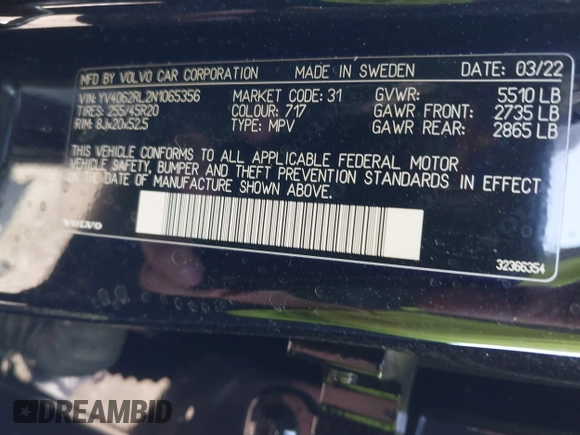 MFD BY VOLVO CAR CORPORATION MADE IN SWEDEN DATE: 03/22
VIN: YV4062RL2N1065356 MARKET CODE: 31 GVWR: 5510 LB
TIRES: 255/45R20 COLOUR: 717 GAWR FRONT: 2735 LB
RIM: 8Jx20x52.5 TYPE: MPV GAWR REAR: 2865 LB
THIS VEHICLE CONFORMS TO ALL APPLICABLE FEDERAL MOTOR
VEHICLE SAFETY, BUMPER AND THEFT PREVENTION STANDARDS IN EFFECT
ON THE DATE OF MANUFACTURE SHOWN ABOVE.
VOLVO
32366354
DREAMBID